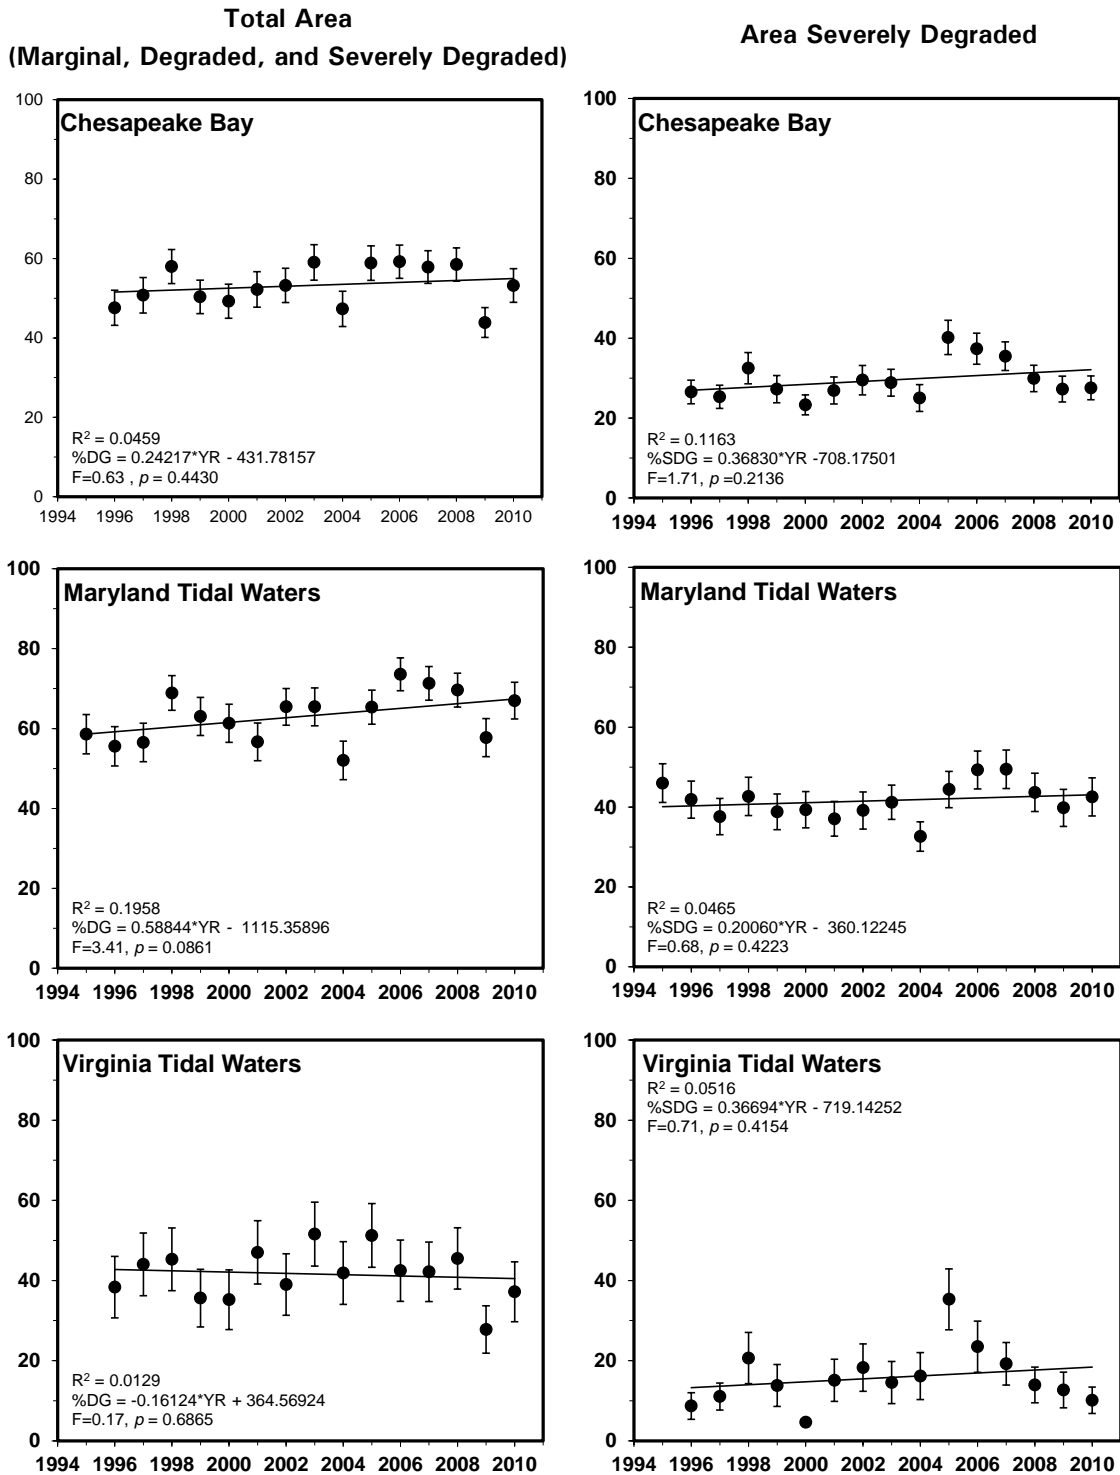 Total Area
(Marginal, Degraded, and Severely Degraded)
Area Severely Degraded
100
80
60
40
20
0
Chesapeake Bay
R² = 0.0459
%DG = 0.24217*YR - 431.78157
F=0.63 , p = 0.4430
1994 1996 1998 2000 2002 2004 2006 2008 2010
100
80
60
40
20
0
Chesapeake Bay
R² = 0.1163
%SDG = 0.36830*YR -708.17501
F=1.71, p =0.2136
1994 1996 1998 2000 2002 2004 2006 2008 2010
100
80
60
40
20
0
Maryland Tidal Waters
R² = 0.1958
%DG = 0.58844*YR - 1115.35896
F=3.41, p = 0.0861
1994 1996 1998 2000 2002 2004 2006 2008 2010
100
80
60
40
20
0
Maryland Tidal Waters
R² = 0.0465
%SDG = 0.20060*YR - 360.12245
F=0.68, p = 0.4223
1994 1996 1998 2000 2002 2004 2006 2008 2010
100
80
60
40
20
0
Virginia Tidal Waters
R² = 0.0129
%DG = -0.16124*YR + 364.56924
F=0.17, p = 0.6865
1994 1996 1998 2000 2002 2004 2006 2008 2010
100
80
60
40
20
0
Virginia Tidal Waters
R² = 0.0516
%SDG = 0.36694*YR - 719.14252
F=0.71, p = 0.4154
1994 1996 1998 2000 2002 2004 2006 2008 2010